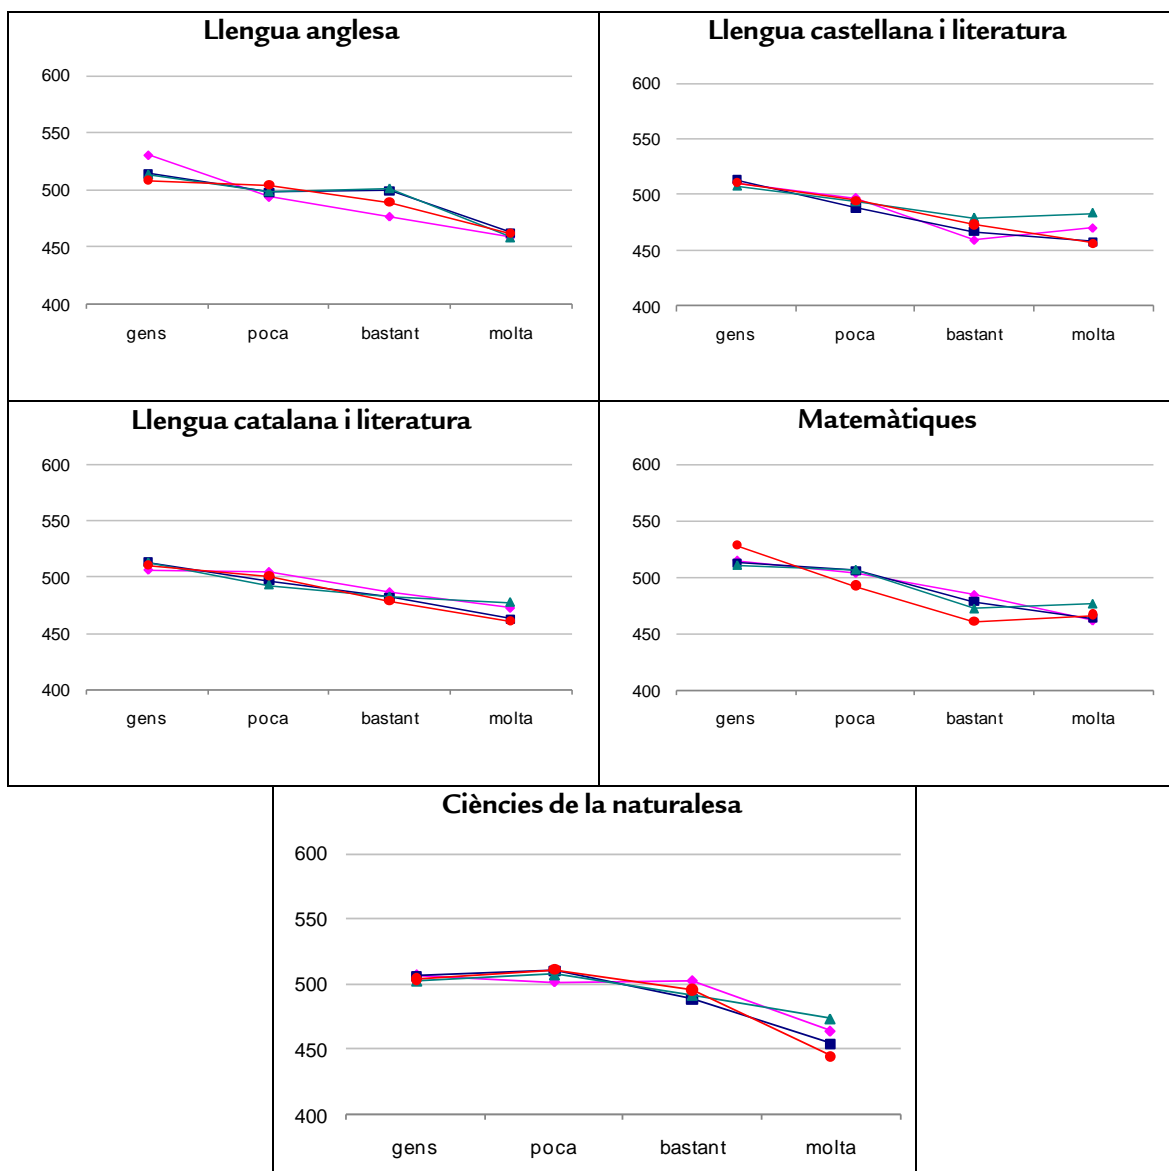 Llengua anglesa
600
550
500
450
400
gens poca bastant molta
Llengua castellana i literatura
600
550
500
450
400
gens poca bastant molta
Llengua catalana i literatura
600
550
500
450
400
gens poca bastant molta
Matemàtiques
600
550
500
450
400
gens poca bastant molta
Ciències de la naturalesa
600
550
500
450
400
gens poca bastant molta